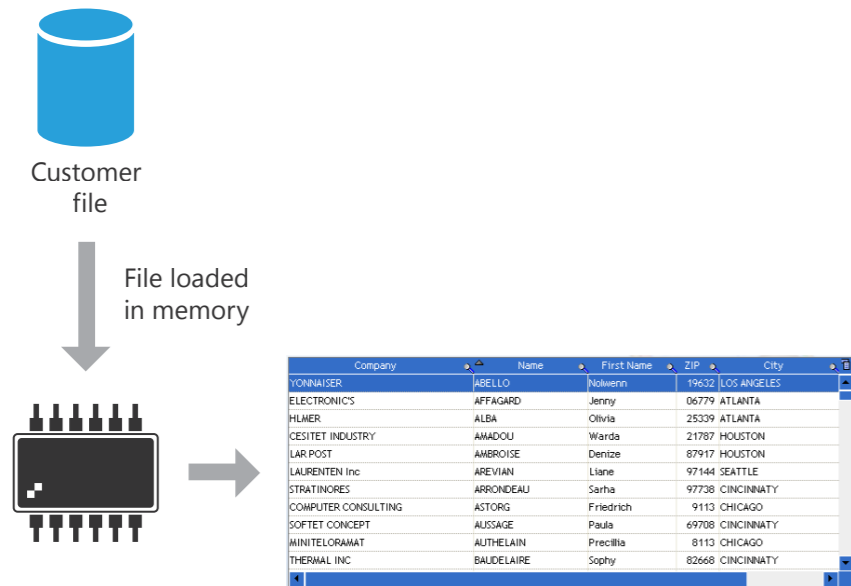 Customer
file
File loaded
in memory
Company Name First Name ZIP City
YONNAISER ABELLO Nolwenn 19632 LOS ANGELES
ELECTRONIC'S AFFAGARD Jenny 06779 ATLANTA
HLMER ALBA Olivia 25339 ATLANTA
CESITET INDUSTRY AMADOU Warda 21787 HOUSTON
LAR POST AMBROISE Denize 87917 HOUSTON
LAURENTEN Inc AREVIAN Liane 97144 SEATTLE
STRATINORES ARRONDEAU Sarha 97738 CINCINNATY
COMPUTER CONSULTING ASTORG Friedrich 9113 CHICAGO
SOFTET CONCEPT AUSSAGE Paula 69708 CINCINNATY
MINITELORAMAT AUTHELAIN Precillia 8113 CHICAGO
THERMAL INC BAUDELAIRE Sophy 82668 CINCINNATY